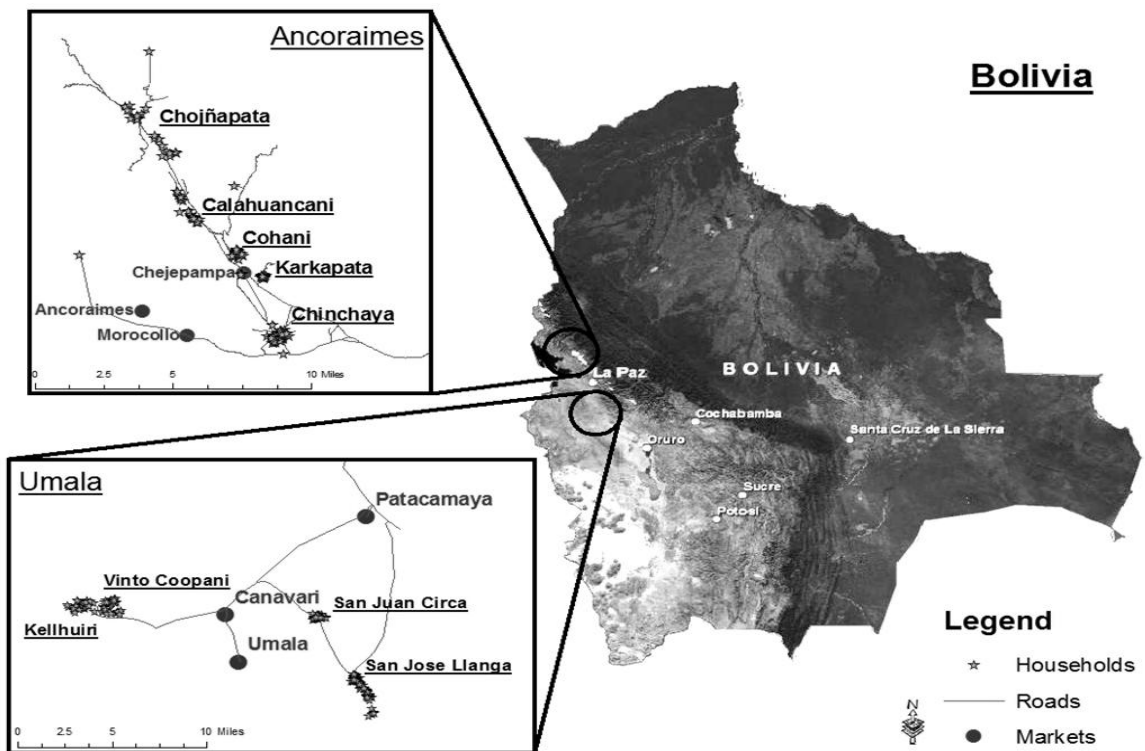 Ancoraimes
Chojñapata
Calahuancani
Cohani
Chejepampa
Karkapata
Ancoraimes
Chinchaya
Morocollo
0 2.5 5 10 Miles
Bolivia
BOLIVIA
La Paz
Cochabamba
Santa Cruz de La Sierra
Oruro
Sucre
Potosi
Umala
Patacamaya
Vinto Coopani
Canavari
San Juan Circa
Kellhuiri
Umala
San Jose Llanga
0 2.5 5 10 Miles
Legend
Households
Roads
Markets
N